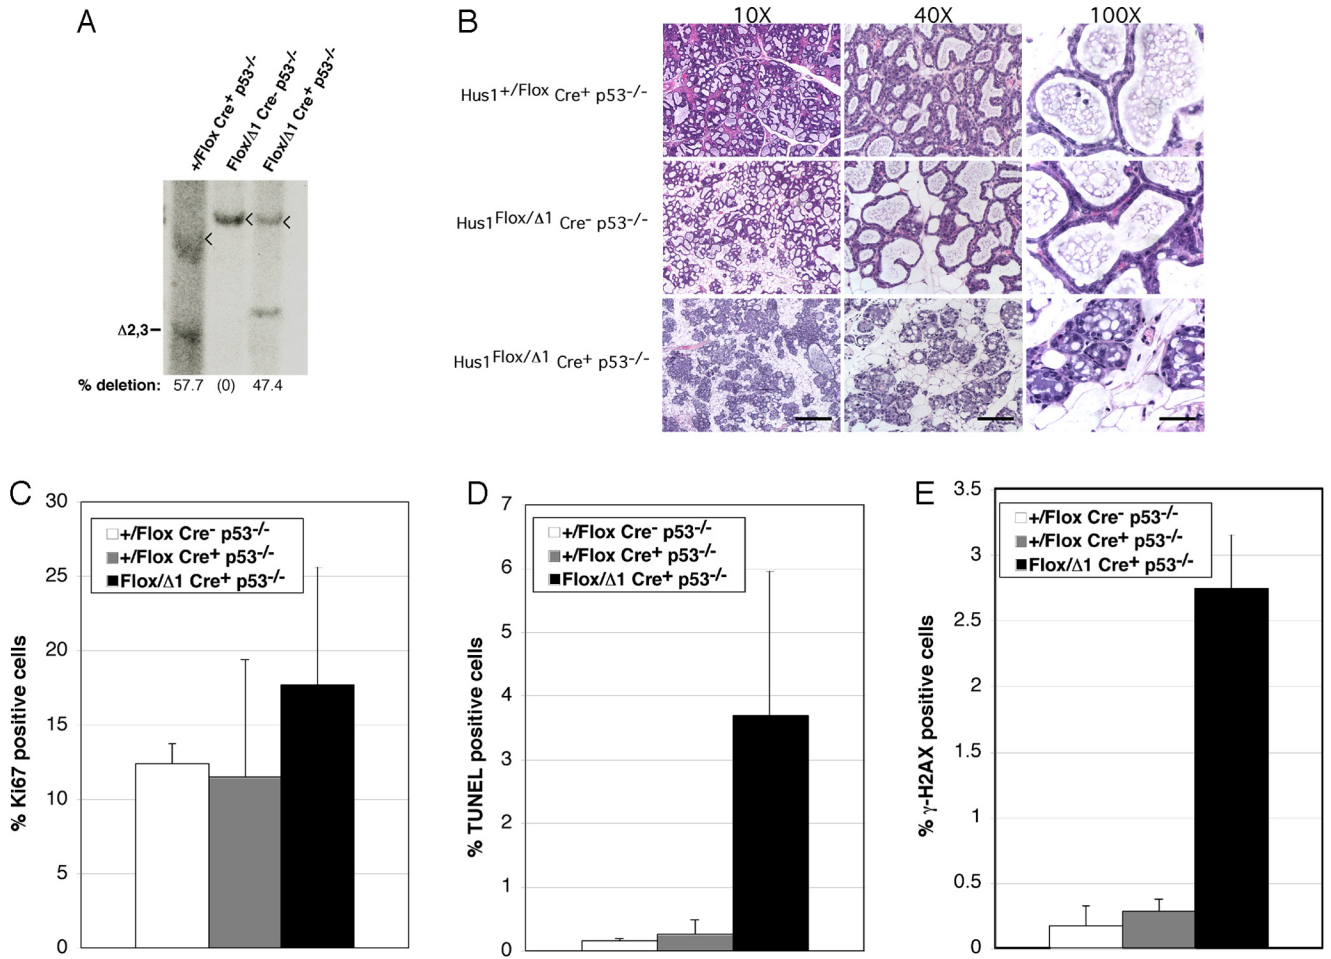 A
+/Flox Cre⁺ p53-/-
Flox/Δ1 Cre⁻ p53-/-
Flox/Δ1 Cre⁺ p53-/-
<
<
<
Δ2,3
% deletion: 57.7 (0) 47.4
B
10X 40X 100X
Hus1+/Flox Cre+ p53-/-
Hus1Flox/Δ1 Cre- p53-/-
Hus1Flox/Δ1 Cre+ p53-/-
C
% Ki67 positive cells
30
25
20
15
10
5
0
+/Flox Cre- p53-/-
+/Flox Cre+ p53-/-
Flox/Δ1 Cre+ p53-/-
D
% TUNEL positive cells
7
6
5
4
3
2
1
0
+/Flox Cre- p53-/-
+/Flox Cre+ p53-/-
Flox/Δ1 Cre+ p53-/-
E
% γ-H2AX positive cells
3.5
3
2.5
2
1.5
1
0.5
0
+/Flox Cre- p53-/-
+/Flox Cre+ p53-/-
Flox/Δ1 Cre+ p53-/-